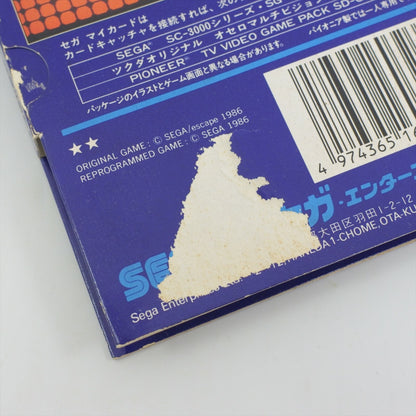 セガ マイカードは
カードキャッチャを接続すれば、次の
SEGA SC-3000シリーズ・SG
ツクダオリジナル オセロマルチビジョン
PIONEER TV VIDEO GAME PACK SD-G
パイオニア製では一人専用
パッケージのイラストとゲーム画面と異なる場合があります。
★★
ORIGINAL GAME : © SEGA/escape 1986
REPROGRAMMED GAME : © SEGA 1986
4 974365 1
セガ・エンター
大田区羽田1-2-12
1-CHOME, OTA-KU
Sega Enter